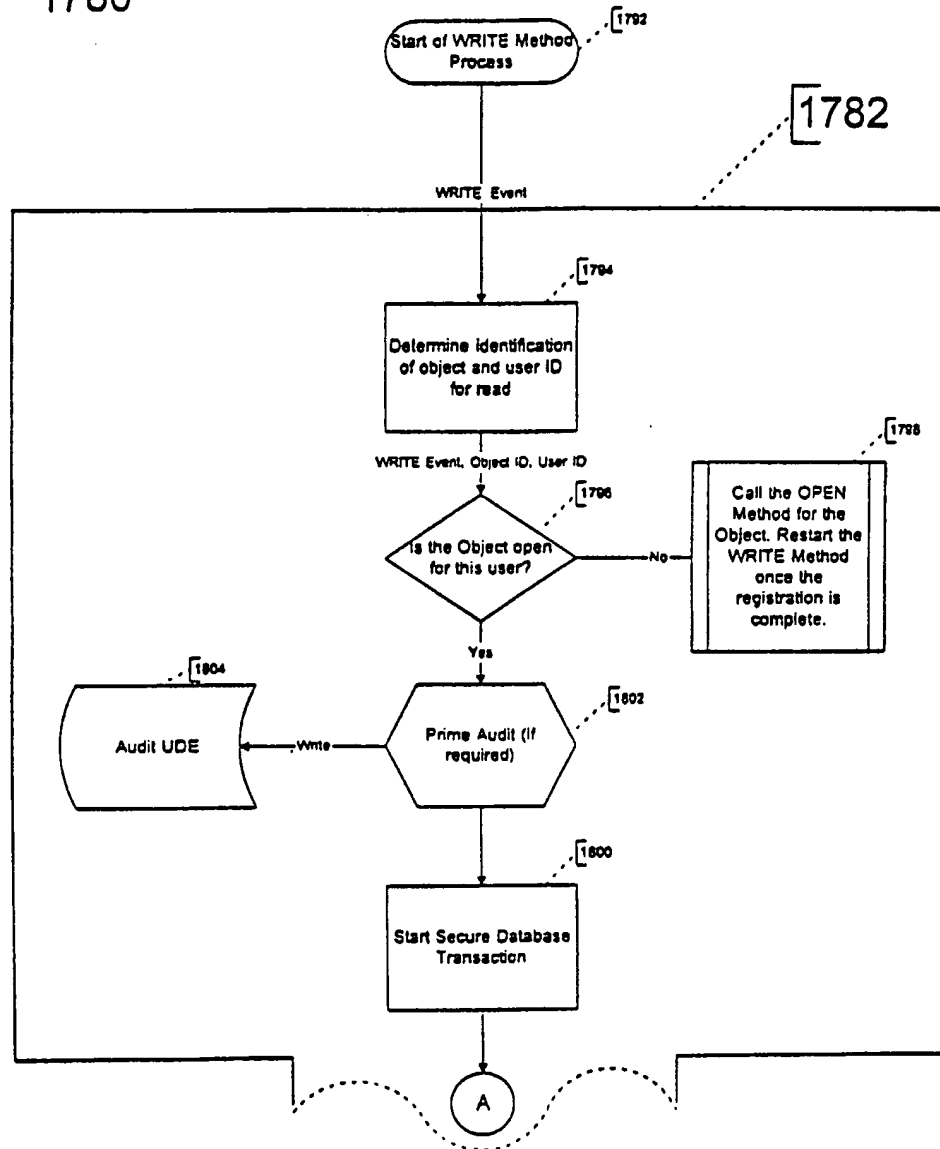 1780
Start of WRITE Method
Process
1792
1782
WRITE Event
1794
Determine identification
of object and user ID
for read
WRITE Event, Object ID, User ID
1796
1798
Is the Object open
for this user?
No
Call the OPEN
Method for the
Object. Restart the
WRITE Method
once the
registration is
complete.
Yes
1804
1802
Audit UDE
Write
Prime Audit (if
required)
1800
Start Secure Database
Transaction
A